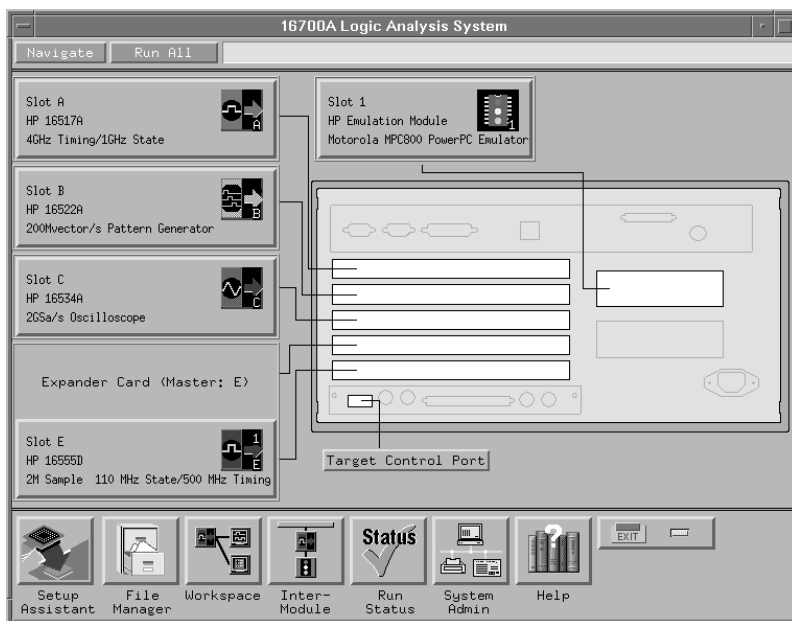 16700A Logic Analysis System
Navigate
Run All
Slot A
HP 16517A
4GHz Timing/1GHz State
A
Slot 1
HP Emulation Module
Motorola MPC800 PowerPC Emulator
1
Slot B
HP 16522A
200Mvector/s Pattern Generator
B
Slot C
HP 16534A
2GSa/s Oscilloscope
C
Expander Card (Master: E)
Slot E
HP 16555D
2M Sample 110 MHz State/500 MHz Timing
1
E
Target Control Port
Status
?
EXIT
Setup Assistant
File Manager
Workspace
Inter-Module
Run Status
System Admin
Help